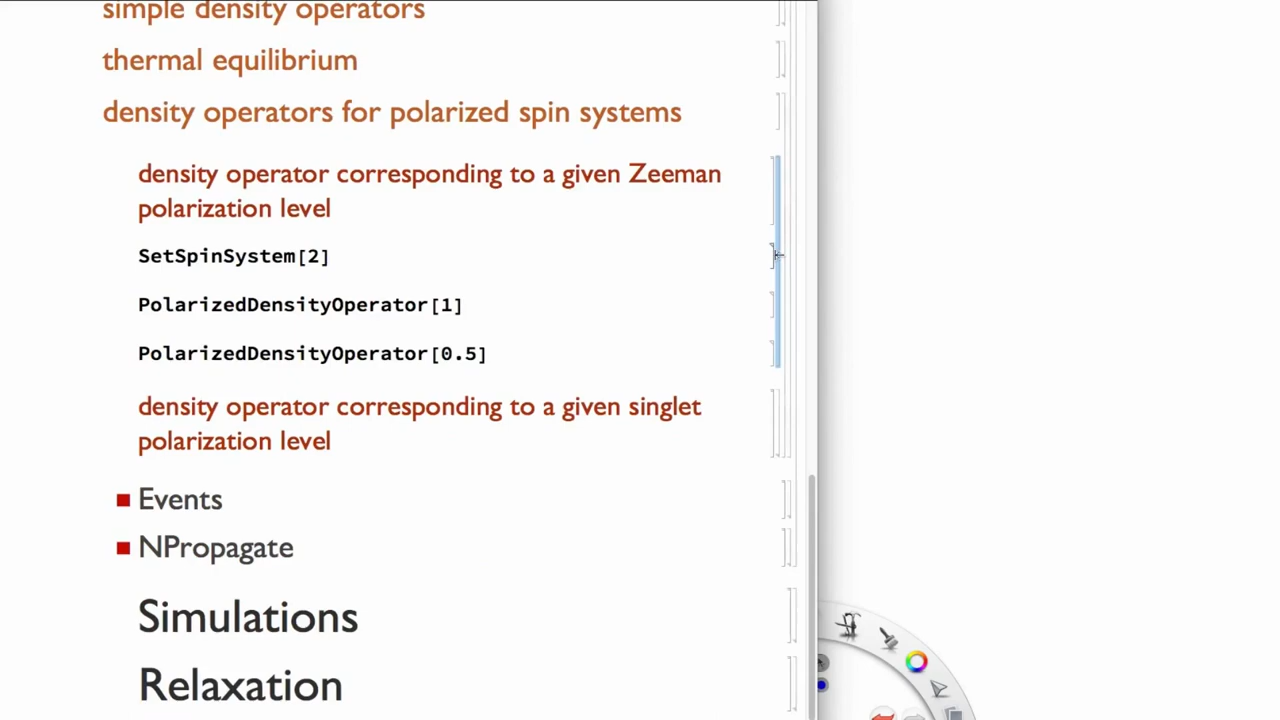 simple density operators
thermal equilibrium
density operators for polarized spin systems
density operator corresponding to a given Zeeman
polarization level
SetSpinSystem[2]
PolarizedDensityOperator[1]
PolarizedDensityOperator[0.5]
density operator corresponding to a given singlet
polarization level
Events
NPropagate
Simulations
Relaxation